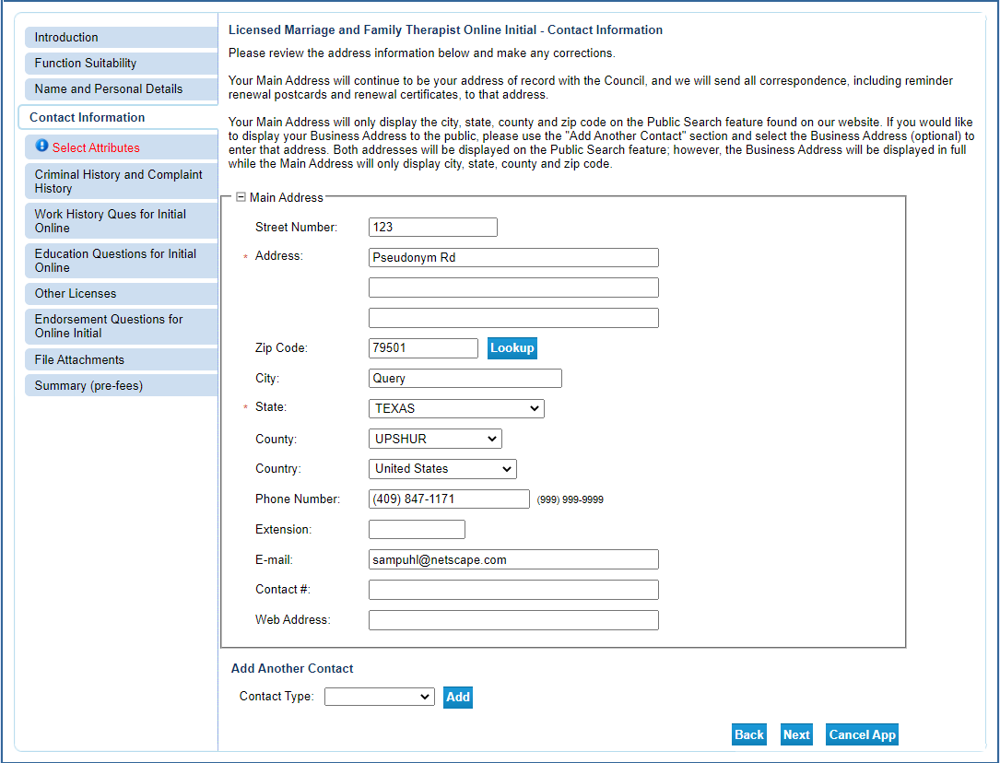 Introduction
Function Suitability
Name and Personal Details
Contact Information
Select Attributes
Criminal History and Complaint
History
Work History Ques for Initial
Online
Education Questions for Initial
Online
Other Licenses
Endorsement Questions for
Online Initial
File Attachments
Summary (pre-fees)
Licensed Marriage and Family Therapist Online Initial - Contact Information
Please review the address information below and make any corrections.
Your Main Address will continue to be your address of record with the Council, and we will send all correspondence, including reminder
renewal postcards and renewal certificates, to that address.
Your Main Address will only display the city, state, county and zip code on the Public Search feature found on our website. If you would like
to display your Business Address to the public, please use the "Add Another Contact" section and select the Business Address (optional) to
enter that address. Both addresses will be displayed on the Public Search feature; however, the Business Address will be displayed in full
while the Main Address will only display city, state, county and zip code.
Main Address
Street Number: 123
* Address: Pseudonym Rd
Zip Code: 79501 Lookup
City: Query
* State: TEXAS
County: UPSHUR
Country: United States
Phone Number: (409) 847-1171 (999) 999-9999
Extension:
E-mail: sampuhl@netscape.com
Contact #:
Web Address:
Add Another Contact
Contact Type: Add
Back Next Cancel App